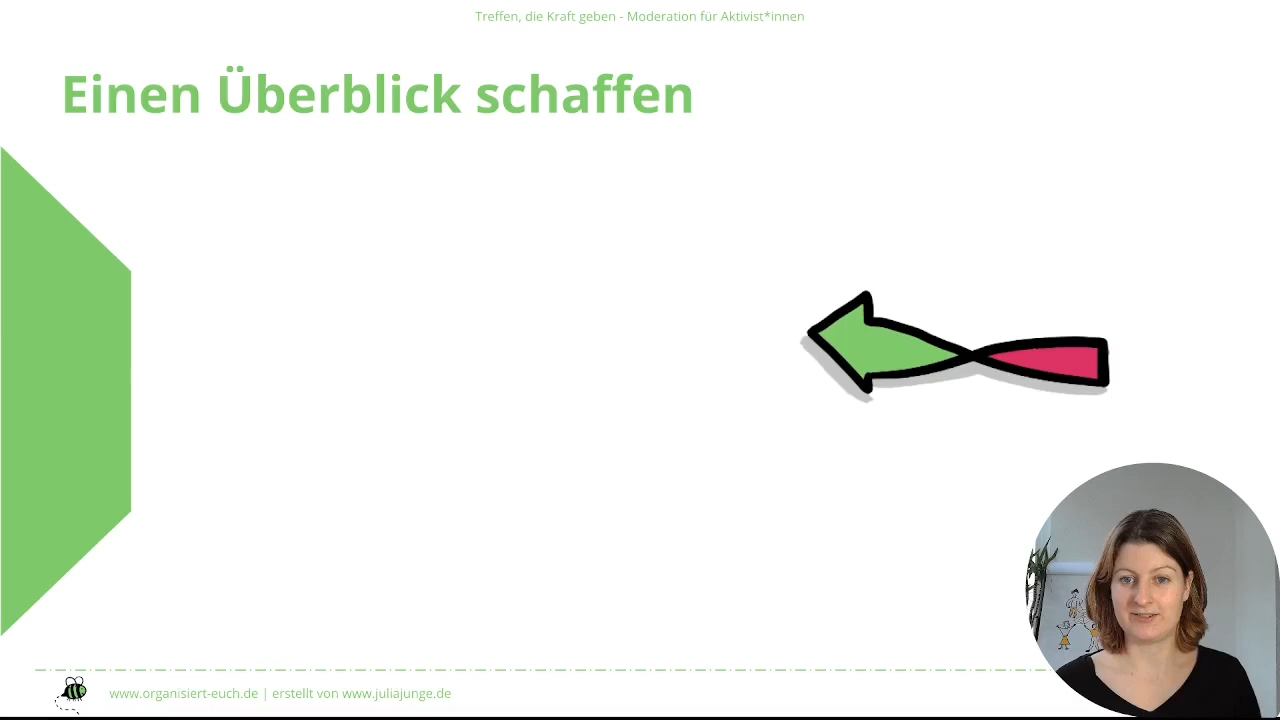 Treffen, die Kraft geben - Moderation für Aktivist*innen
Einen Überblick schaffen
www.organisiert-euch.de | erstellt von www.juliajunge.de